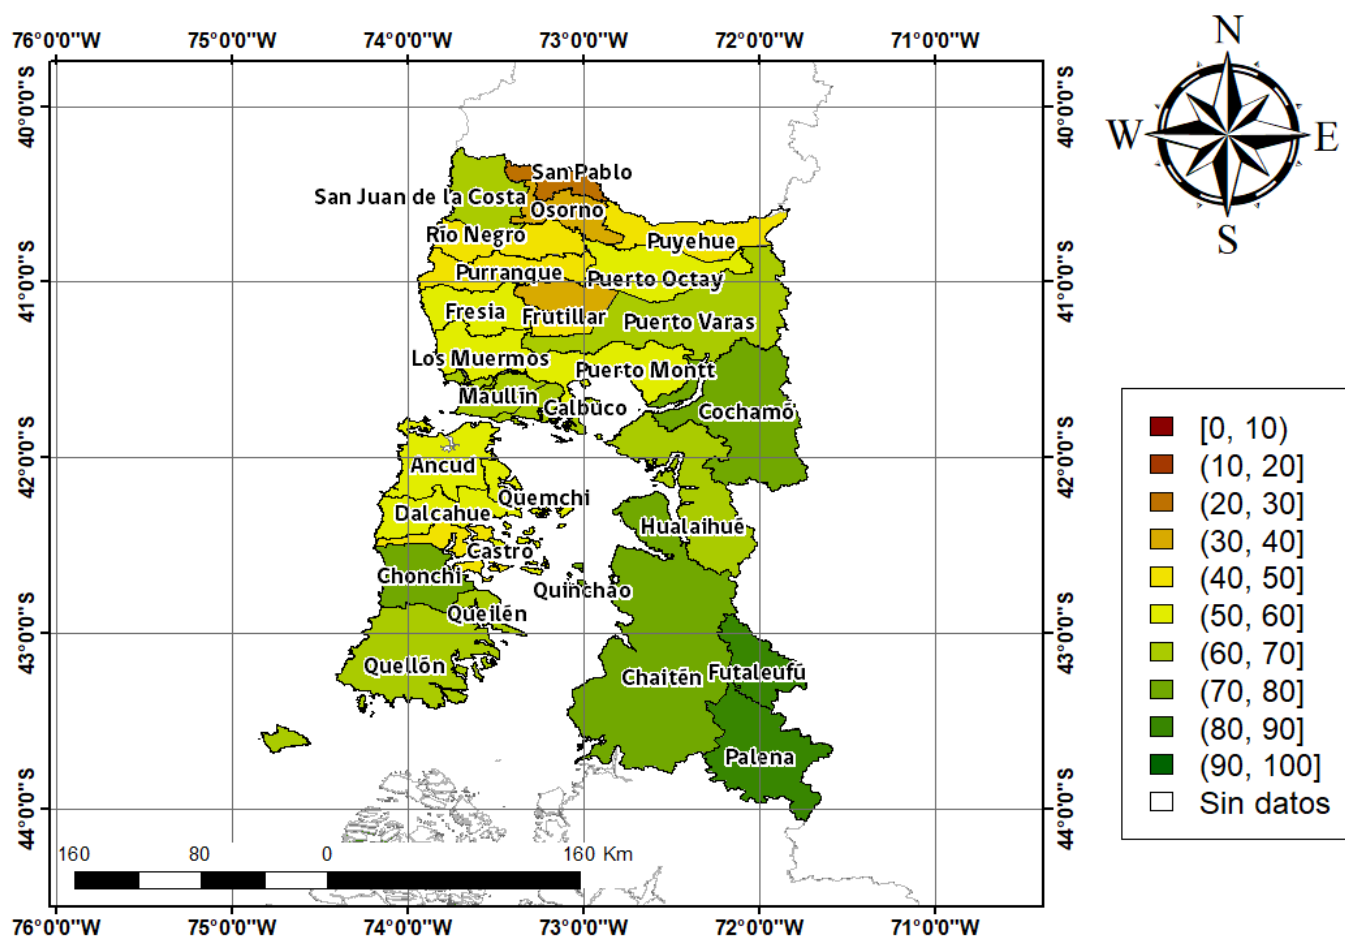 76°0'0"W 75°0'0"W 74°0'0"W 73°0'0"W 72°0'0"W 71°0'0"W
N
W E
S
40°0'0"S 40°0'0"S
San Pablo
San Juan de la Costa
Osorno
Río Negro
Puyehue
Purranque
Puerto Octay
41°0'0"S 41°0'0"S
Fresia
Frutillar
Puerto Varas
Los Muermos
Puerto Montt
Maullín
Calbuco
Cochamó
42°0'0"S 42°0'0"S
Ancud
Quemchi
Dalcahue
Hualaihué
Castro
Chonchi
Quinchao
Queilén
43°0'0"S 43°0'0"S
Quellón
Chaitén
Futaleufú
Palena
44°0'0"S 44°0'0"S
160 80 0 160 Km
76°0'0"W 75°0'0"W 74°0'0"W 73°0'0"W 72°0'0"W 71°0'0"W
[0, 10)
(10, 20]
(20, 30]
(30, 40]
(40, 50]
(50, 60]
(60, 70]
(70, 80]
(80, 90]
(90, 100]
Sin datos